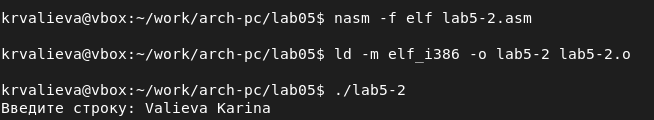 krvalieva@vbox:~/work/arch-pc/lab05$ nasm -f elf lab5-2.asm
krvalieva@vbox:~/work/arch-pc/lab05$ ld -m elf_i386 -o lab5-2 lab5-2.o
krvalieva@vbox:~/work/arch-pc/lab05$ ./lab5-2
Введите строку: Valieva Karina